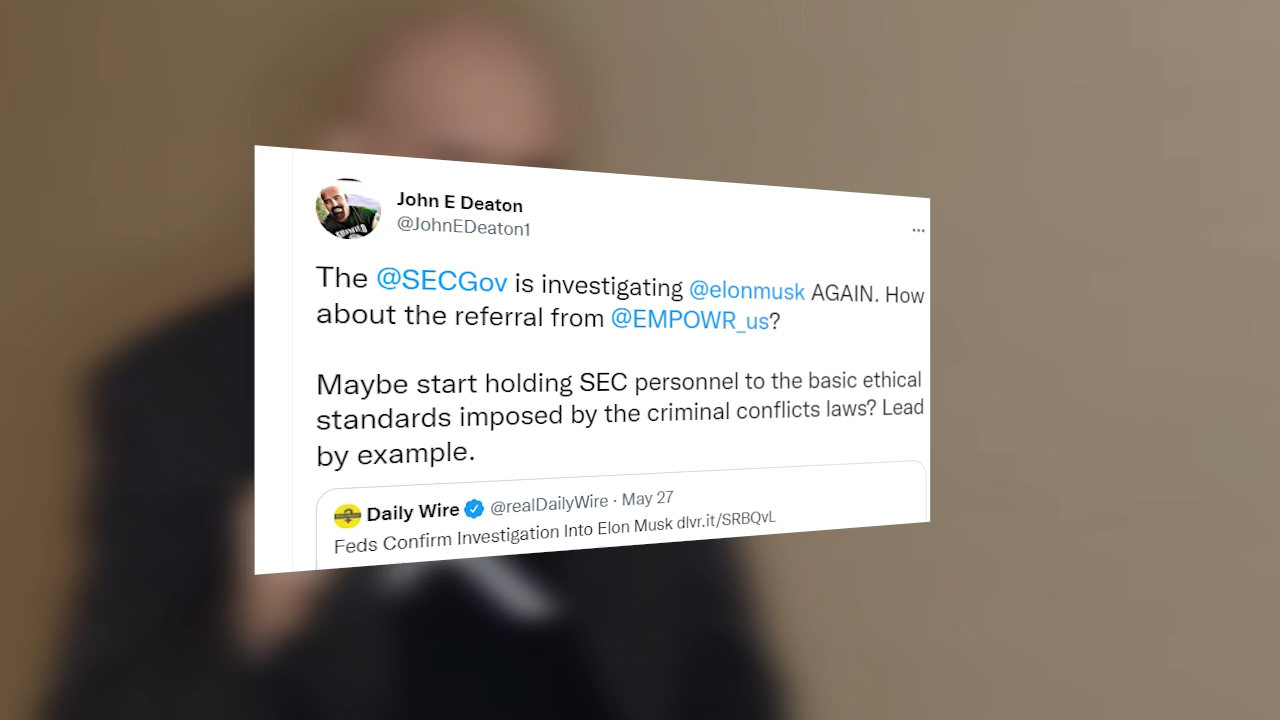 John E Deaton
@JohnEDeaton1
...
The @SECGov is investigating @elonmusk AGAIN. How
about the referral from @EMPOWR_us?
Maybe start holding SEC personnel to the basic ethical
standards imposed by the criminal conflicts laws? Lead
by example.
Daily Wire @realDailyWire · May 27
Feds Confirm Investigation Into Elon Musk dlvr.it/SRBQvL